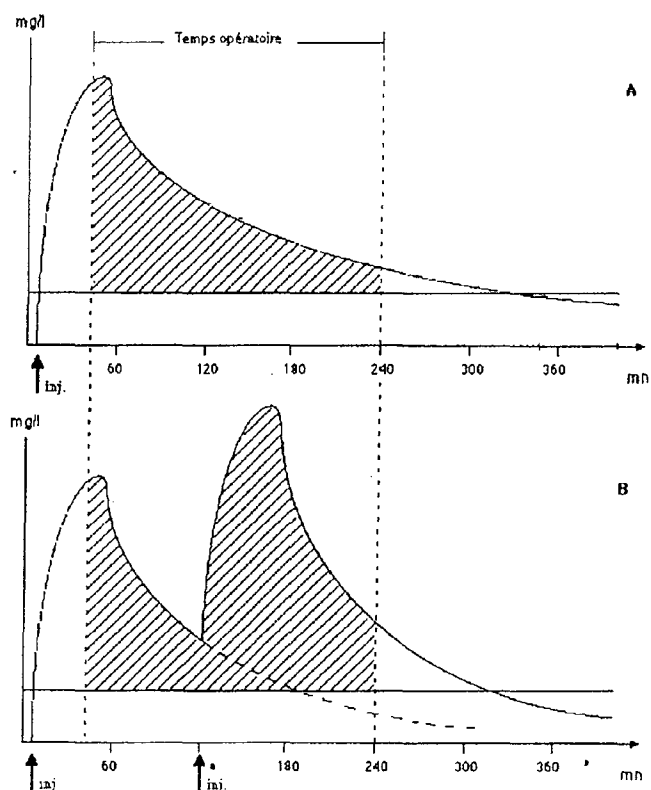 mg/l
Temps opératoire
A
60 120 180 240 300 360
mn
inj.
mg/l
B
60 180 240 300 360
mn
inj inj.